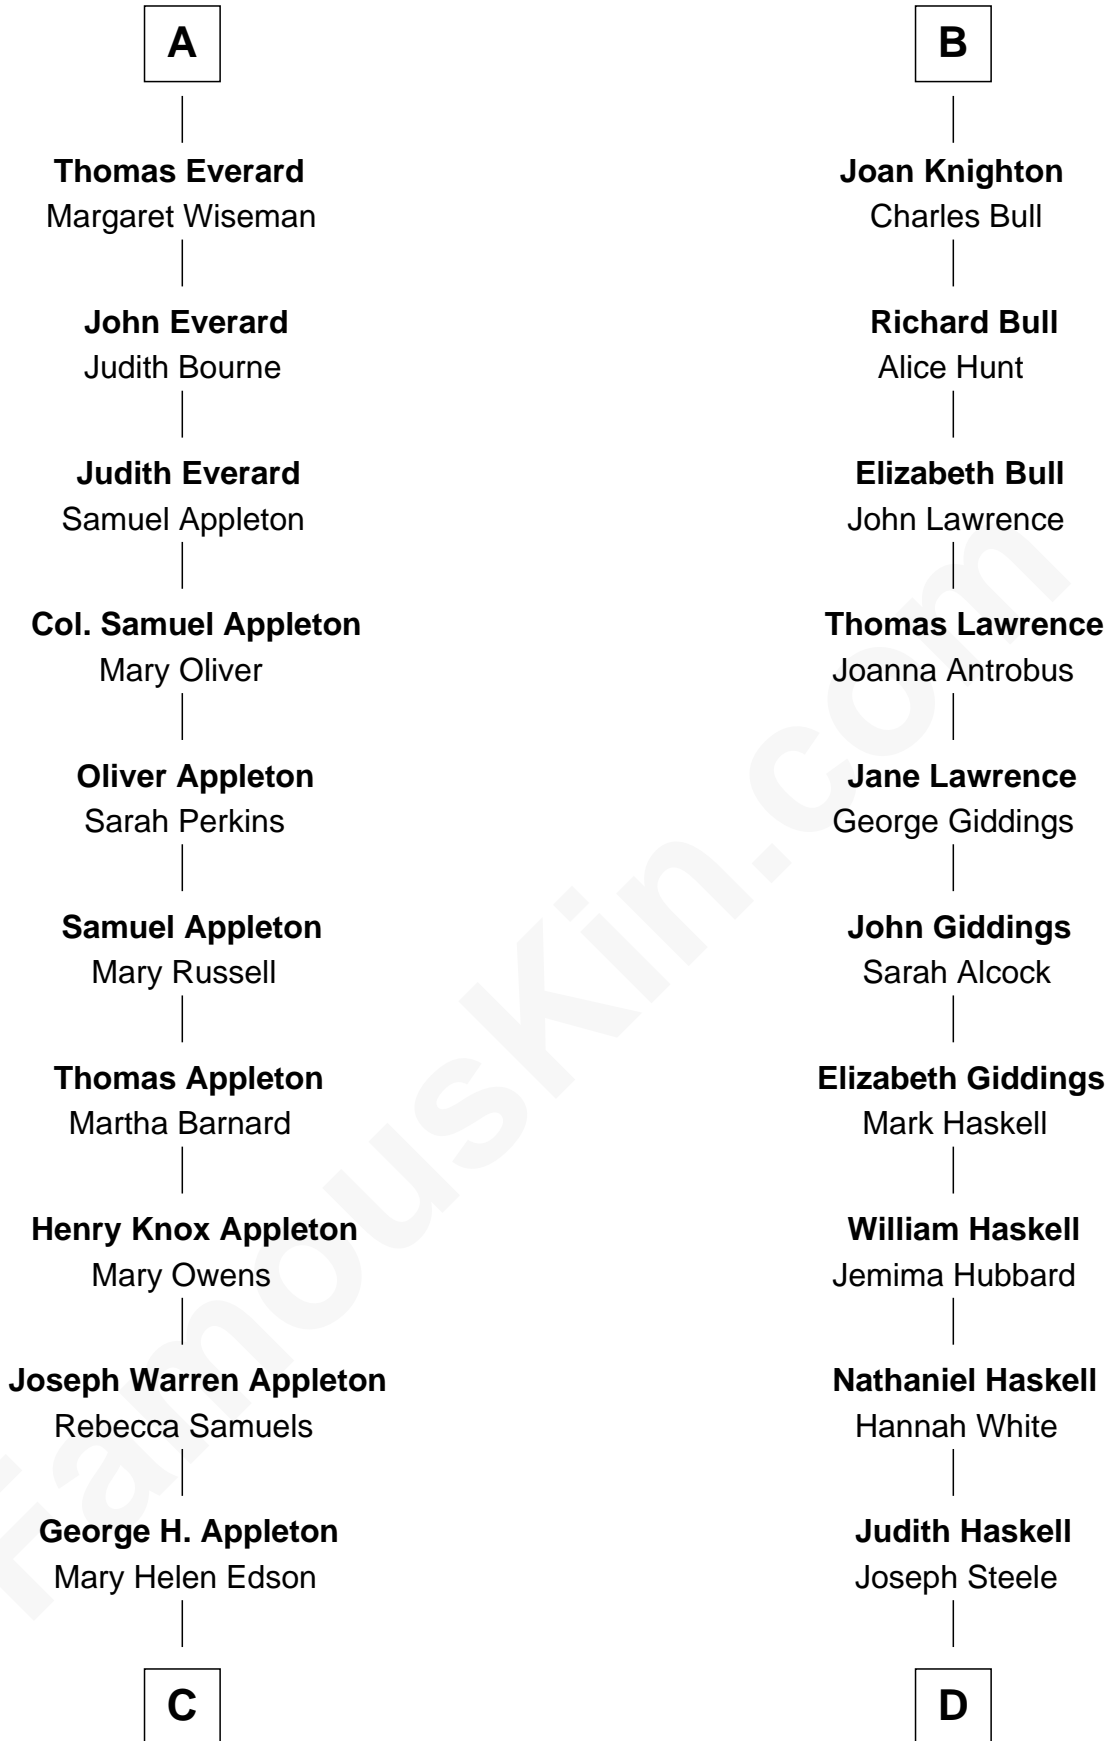 A
Thomas Everard
Margaret Wiseman
John Everard
Judith Bourne
Judith Everard
Samuel Appleton
Col. Samuel Appleton
Mary Oliver
Oliver Appleton
Sarah Perkins
Samuel Appleton
Mary Russell
Thomas Appleton
Martha Barnard
Henry Knox Appleton
Mary Owens
Joseph Warren Appleton
Rebecca Samuels
George H. Appleton
Mary Helen Edson
C
B
Joan Knighton
Charles Bull
Richard Bull
Alice Hunt
Elizabeth Bull
John Lawrence
Thomas Lawrence
Joanna Antrobus
Jane Lawrence
George Giddings
John Giddings
Sarah Alcock
Elizabeth Giddings
Mark Haskell
William Haskell
Jemima Hubbard
Nathaniel Haskell
Hannah White
Judith Haskell
Joseph Steele
D
FamousKin.com